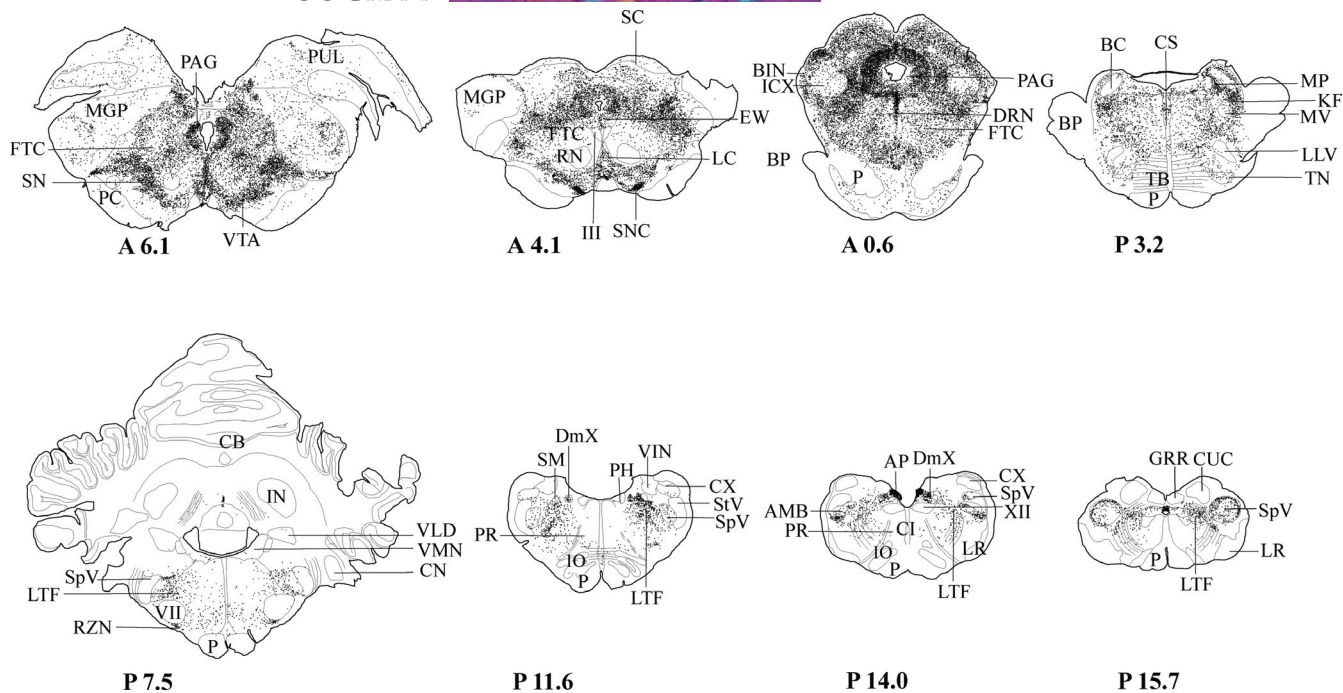 SC
PAG
PUL
MGP
FTC
SN
PC
VTA
A 6.1
MGP
EW
FTC
RN
LC
III
SNC
A 4.1
BIN
ICX
PAG
DRN
FTC
BP
P
A 0.6
BC
CS
MP
KF
MV
BP
LLV
TB
TN
P
P 3.2
CB
IN
VLD
VMN
CN
SpV
LTF
VII
RZN
P
P 7.5
DmX
VIN
SM
PH
CX
StV
SpV
PR
IO
P
LTF
P 11.6
AP
DmX
CX
SpV
XII
AMB
PR
CI
IO
LR
P
LTF
P 14.0
GRR
CUC
SpV
LR
P
LTF
P 15.7